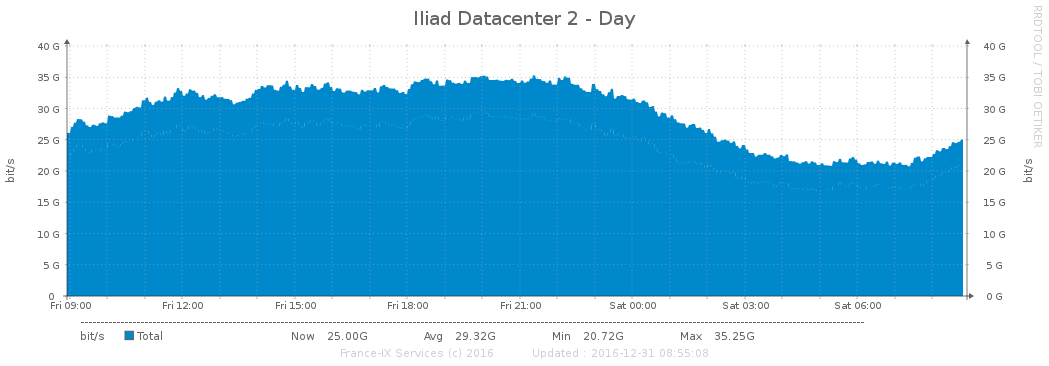 Iliad Datacenter 2 - Day
RRDTOOL / TOBI OETIKER
40 G 40 G
35 G 35 G
30 G 30 G
25 G 25 G
20 G 20 G
15 G 15 G
10 G 10 G
5 G 5 G
0 0 G
bit/s bit/s
Fri 09:00 Fri 12:00 Fri 15:00 Fri 18:00 Fri 21:00 Sat 00:00 Sat 03:00 Sat 06:00
bit/s Total Now 25.00G Avg 29.32G Min 20.72G Max 35.25G
France-IX Services (c) 2016 Updated : 2016-12-31 08:55:08